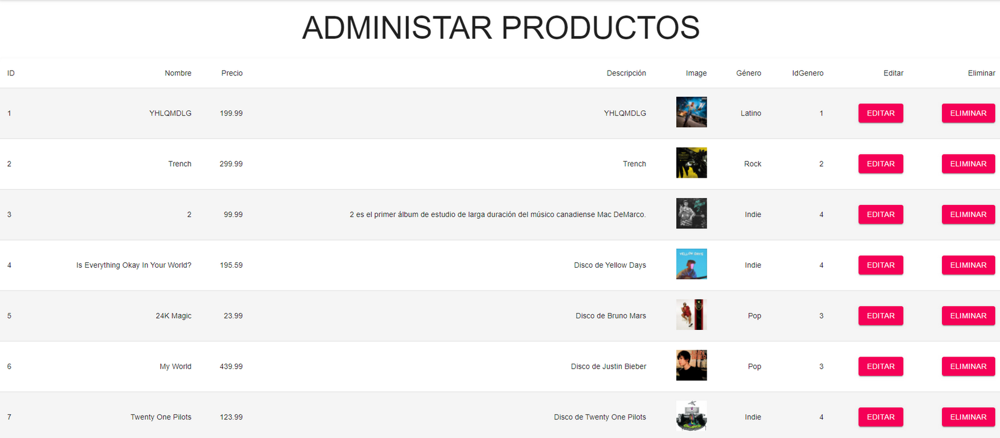 ADMINISTAR PRODUCTOS
ID Nombre Precio Descripción Image Género IdGenero Editar Eliminar
1 YHLQMDLG 199.99 YHLQMDLG Latino 1 EDITAR ELIMINAR
2 Trench 299.99 Trench Rock 2 EDITAR ELIMINAR
3 2 99.99 2 es el primer álbum de estudio de larga duración del músico canadiense Mac DeMarco. Indie 4 EDITAR ELIMINAR
4 Is Everything Okay In Your World? 195.59 Disco de Yellow Days YELLOW DAYS Indie 4 EDITAR ELIMINAR
5 24K Magic 23.99 Disco de Bruno Mars Pop 3 EDITAR ELIMINAR
6 My World 439.99 Disco de Justin Bieber Pop 3 EDITAR ELIMINAR
7 Twenty One Pilots 123.99 Disco de Twenty One Pilots Indie 4 EDITAR ELIMINAR